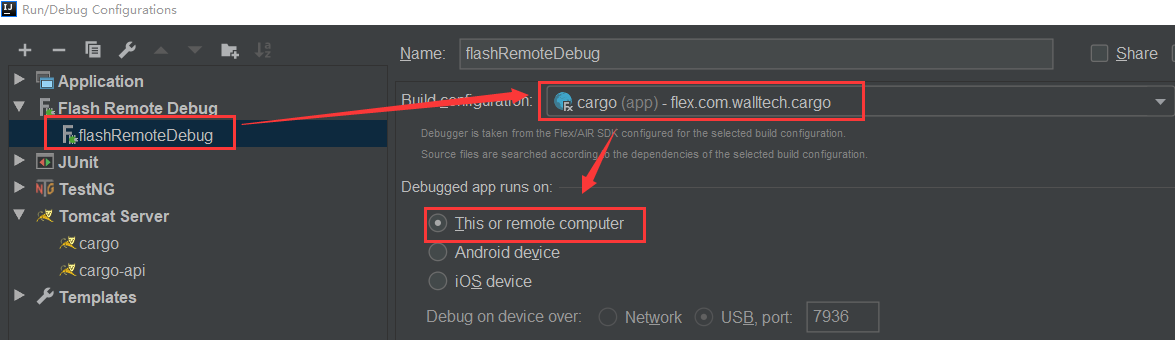 Run/Debug Configurations
Name: flashRemoteDebug Share
Application
Flash Remote Debug
flashRemoteDebug
JUnit
TestNG
Tomcat Server
cargo
cargo-api
Templates
Build configuration: cargo (app) - flex.com.walltech.cargo
Debugger is taken from the Flex/AIR SDK configured for the selected build configuration.
Source files are searched according to the dependencies of the selected build configuration.
Debugged app runs on:
This or remote computer
Android device
iOS device
Debug on device over: Network USB, port: 7936